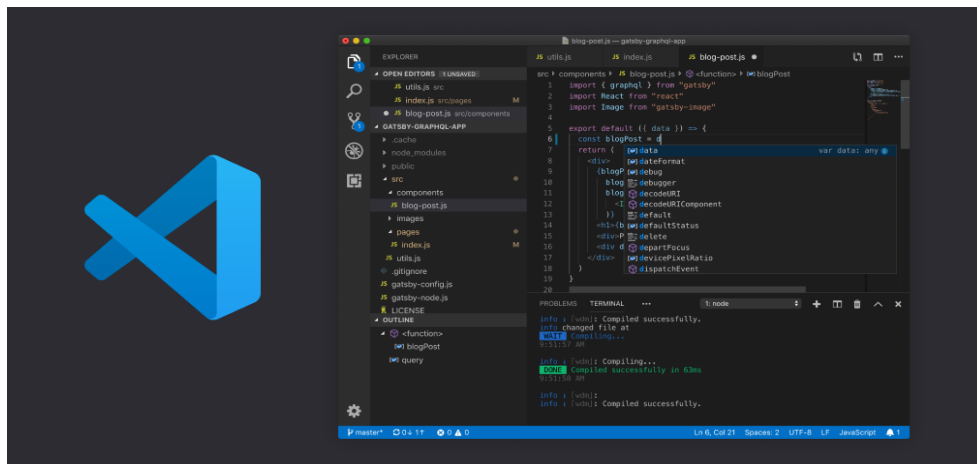 blog-post.js — gatsby-graphql-app
EXPLORER
OPEN EDITORS 1 UNSAVED
JS utils.js src
JS index.js src/pages M
JS blog-post.js src/components
GATSBY-GRAPHQL-APP
.cache
node_modules
public
src
components
JS blog-post.js
images
pages
JS index.js M
JS utils.js
.gitignore
JS gatsby-config.js
JS gatsby-node.js
LICENSE
OUTLINE
<function>
blogPost
query
JS utils.js JS index.js JS blog-post.js
src components JS blog-post.js <function> blogPost
1 import { graphql } from "gatsby"
2 import React from "react"
3 import Image from "gatsby-image"
4
5 export default ({ data }) => {
6 const blogPost = d
7 return (
8 <div>
9 {blogP
10 blog
11 blog
12 <I
13 )}
14 <h1>{b
15 <div>P
16 <div d
17 </div>
18 )
19 }
20
data var data: any
dateFormat
debug
debugger
decodeURI
decodeURIComponent
default
defaultStatus
delete
departFocus
devicePixelRatio
dispatchEvent
PROBLEMS TERMINAL ••• 1: node
info : [wdm]: Compiled successfully.
info changed file at
WAIT Compiling...
9:51:57 AM
info : [wdm]: Compiling...
DONE Compiled successfully in 63ms
9:51:58 AM
info : [wdm]:
info : [wdm]: Compiled successfully.
master* 0↓ 1↑ 0 0 Ln 6, Col 21 Spaces: 2 UTF-8 LF JavaScript 1